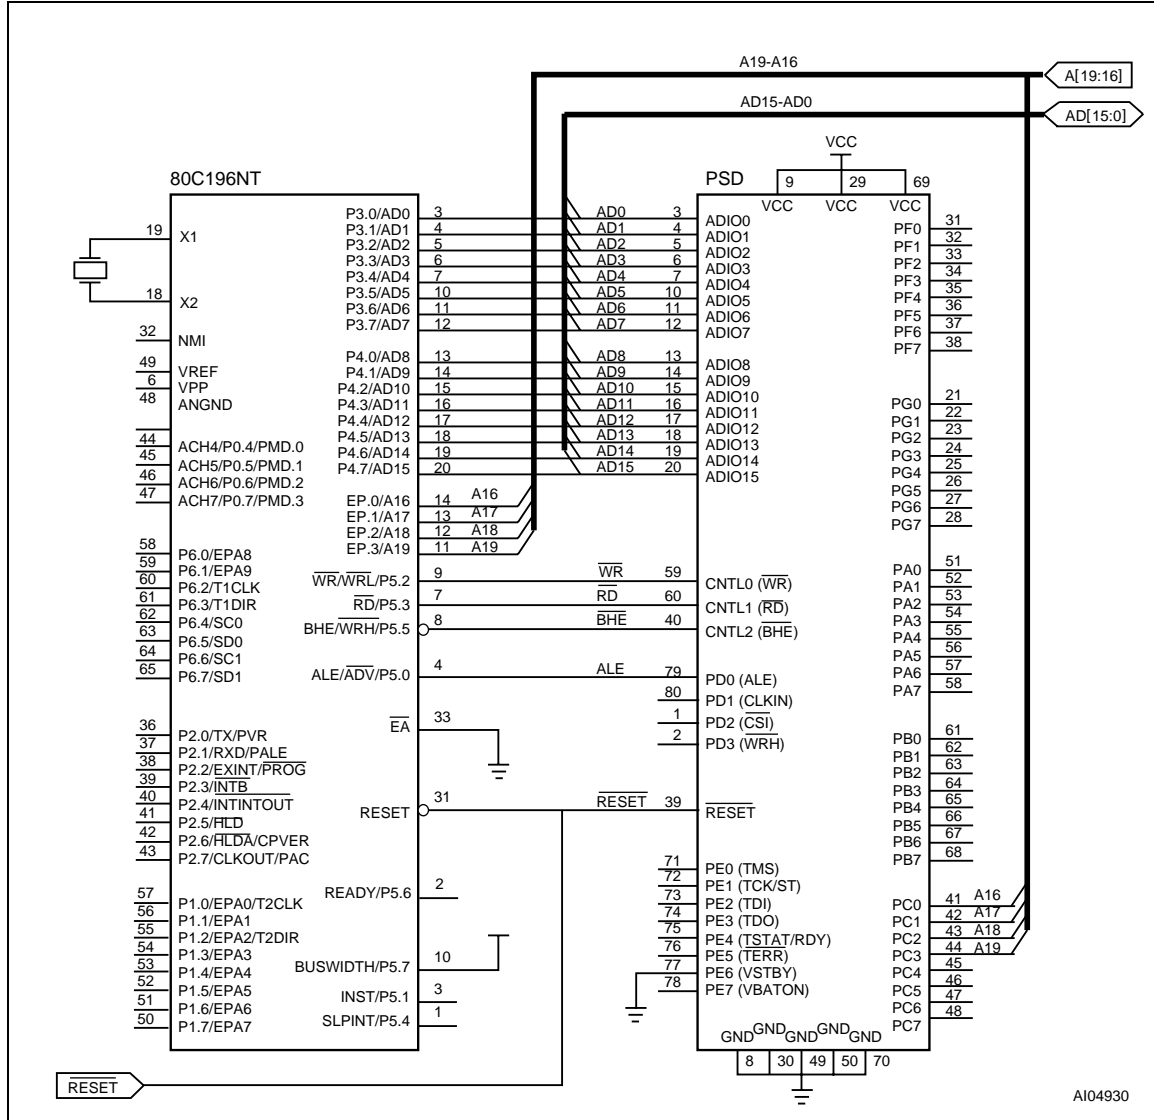 A19-A16
A[19:16]
AD15-AD0
AD[15:0]
VCC
80C196NT
PSD
9 29 69
VCC VCC VCC
19 X1
18 X2
32 NMI
49 VREF
6 VPP
48 ANGND
44 ACH4/P0.4/PMD.0
45 ACH5/P0.5/PMD.1
46 ACH6/P0.6/PMD.2
47 ACH7/P0.7/PMD.3
58 P6.0/EPA8
59 P6.1/EPA9
60 P6.2/T1CLK
61 P6.3/T1DIR
62 P6.4/SC0
63 P6.5/SD0
64 P6.6/SC1
65 P6.7/SD1
36 P2.0/TX/PVR
37 P2.1/RXD/PALE
38 P2.2/EXINT/PROG
39 P2.3/INTB
40 P2.4/INTINTOUT
41 P2.5/HLD
42 P2.6/HLDA/CPVER
43 P2.7/CLKOUT/PAC
57 P1.0/EPA0/T2CLK
56 P1.1/EPA1
55 P1.2/EPA2/T2DIR
54 P1.3/EPA3
53 P1.4/EPA4
52 P1.5/EPA5
51 P1.6/EPA6
50 P1.7/EPA7
P3.0/AD0 3 AD0 3 ADIO0
P3.1/AD1 4 AD1 4 ADIO1
P3.2/AD2 5 AD2 5 ADIO2
P3.3/AD3 6 AD3 6 ADIO3
P3.4/AD4 7 AD4 7 ADIO4
P3.5/AD5 10 AD5 10 ADIO5
P3.6/AD6 11 AD6 11 ADIO6
P3.7/AD7 12 AD7 12 ADIO7
P4.0/AD8 13 AD8 13 ADIO8
P4.1/AD9 14 AD9 14 ADIO9
P4.2/AD10 15 AD10 15 ADIO10
P4.3/AD11 16 AD11 16 ADIO11
P4.4/AD12 17 AD12 17 ADIO12
P4.5/AD13 18 AD13 18 ADIO13
P4.6/AD14 19 AD14 19 ADIO14
P4.7/AD15 20 AD15 20 ADIO15
EP.0/A16 14 A16
EP.1/A17 13 A17
EP.2/A18 12 A18
EP.3/A19 11 A19
WR/WRL/P5.2 9 WR 59 CNTL0 (WR)
RD/P5.3 7 RD 60 CNTL1 (RD)
BHE/WRH/P5.5 8 BHE 40 CNTL2 (BHE)
ALE/ADV/P5.0 4 ALE 79 PD0 (ALE)
80 PD1 (CLKIN)
1 PD2 (CSI)
2 PD3 (WRH)
EA 33
RESET 31 RESET 39 RESET
READY/P5.6 2
BUSWIDTH/P5.7 10
INST/P5.1 3
SLPINT/P5.4 1
71 PE0 (TMS)
72 PE1 (TCK/ST)
73 PE2 (TDI)
74 PE3 (TDO)
75 PE4 (TSTAT/RDY)
76 PE5 (TERR)
77 PE6 (VSTBY)
78 PE7 (VBATON)
PF0 31
PF1 32
PF2 33
PF3 34
PF4 35
PF5 36
PF6 37
PF7 38
PG0 21
PG1 22
PG2 23
PG3 24
PG4 25
PG5 26
PG6 27
PG7 28
PA0 51
PA1 52
PA2 53
PA3 54
PA4 55
PA5 56
PA6 57
PA7 58
PB0 61
PB1 62
PB2 63
PB3 64
PB4 65
PB5 66
PB6 67
PB7 68
PC0 41 A16
PC1 42 A17
PC2 43 A18
PC3 44 A19
PC4 45
PC5 46
PC6 47
PC7 48
GND GND GND GND GND
8 30 49 50 70
RESET
AI04930